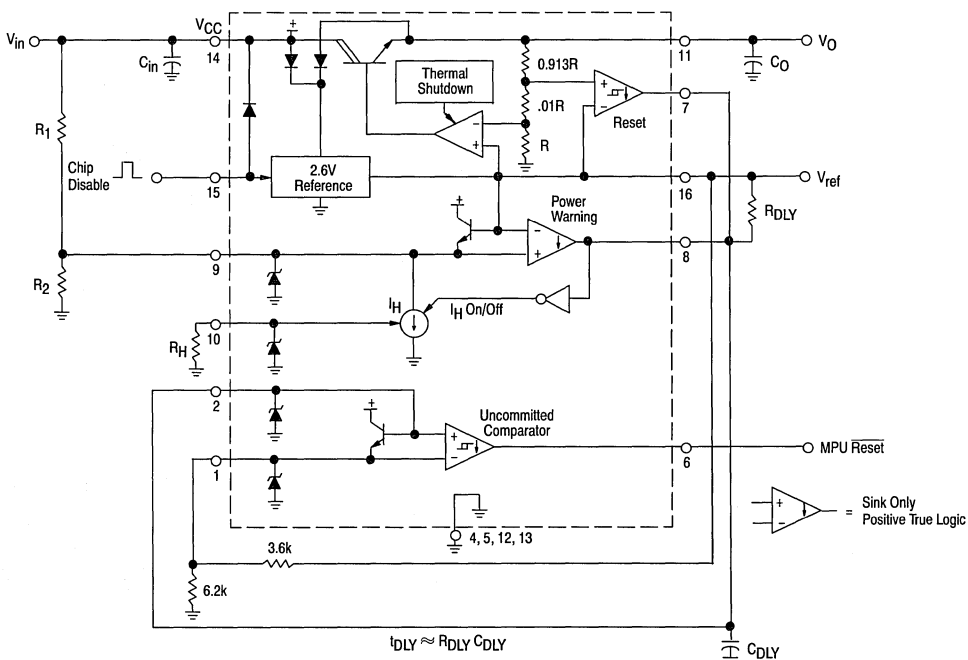 Vin
VCC
14
Cin
+
Thermal
Shutdown
0.913R
.01R
R
+
−
Reset
11
CO
VO
7
−
+
R1
Chip
Disable
15
2.6V
Reference
16
Vref
RDLY
+
Power
Warning
−
+
8
9
R2
IH
IH On/Off
10
RH
2
+
Uncommitted
Comparator
+
−
1
6
MPU Reset
+
−
=
Sink Only
Positive True Logic
4, 5, 12, 13
3.6k
6.2k
tDLY ≈ RDLY CDLY
CDLY